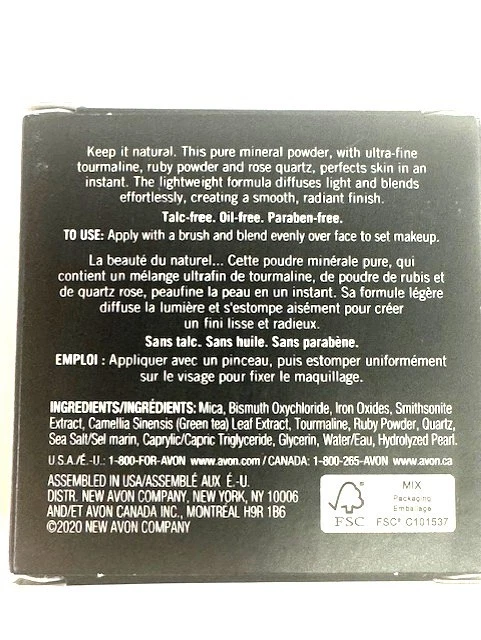 Keep it natural. This pure mineral powder, with ultra-fine
tourmaline, ruby powder and rose quartz, perfects skin in an
instant. The lightweight formula diffuses light and blends
effortlessly, creating a smooth, radiant finish.
Talc-free. Oil-free. Paraben-free.
TO USE: Apply with a brush and blend evenly over face to set makeup.
La beauté du naturel... Cette poudre minérale pure, qui
contient un mélange ultrafin de tourmaline, de poudre de rubis et
de quartz rose, peaufine la peau en un instant. Sa formule légère
diffuse la lumière et s'estompe aisément pour créer
un fini lisse et radieux.
Sans talc. Sans huile. Sans parabène.
EMPLOI : Appliquer avec un pinceau, puis estomper uniformément
sur le visage pour fixer le maquillage.
INGREDIENTS/INGRÉDIENTS: Mica, Bismuth Oxychloride, Iron Oxides, Smithsonite
Extract, Camellia Sinensis (Green tea) Leaf Extract, Tourmaline, Ruby Powder, Quartz,
Sea Salt/Sel marin, Caprylic/Capric Triglyceride, Glycerin, Water/Eau, Hydrolyzed Pearl.
U.S.A./É.-U.: 1-800-FOR-AVON www.avon.com / CANADA: 1-800-265-AVON www.avon.ca
ASSEMBLED IN USA/ASSEMBLÉ AUX É.-U.
DISTR. NEW AVON COMPANY, NEW YORK, NY 10006
AND/ET AVON CANADA INC., MONTRÉAL H9R 1B6
©2020 NEW AVON COMPANY
FSC
MIX
Packaging
Emballage
FSC® C101537